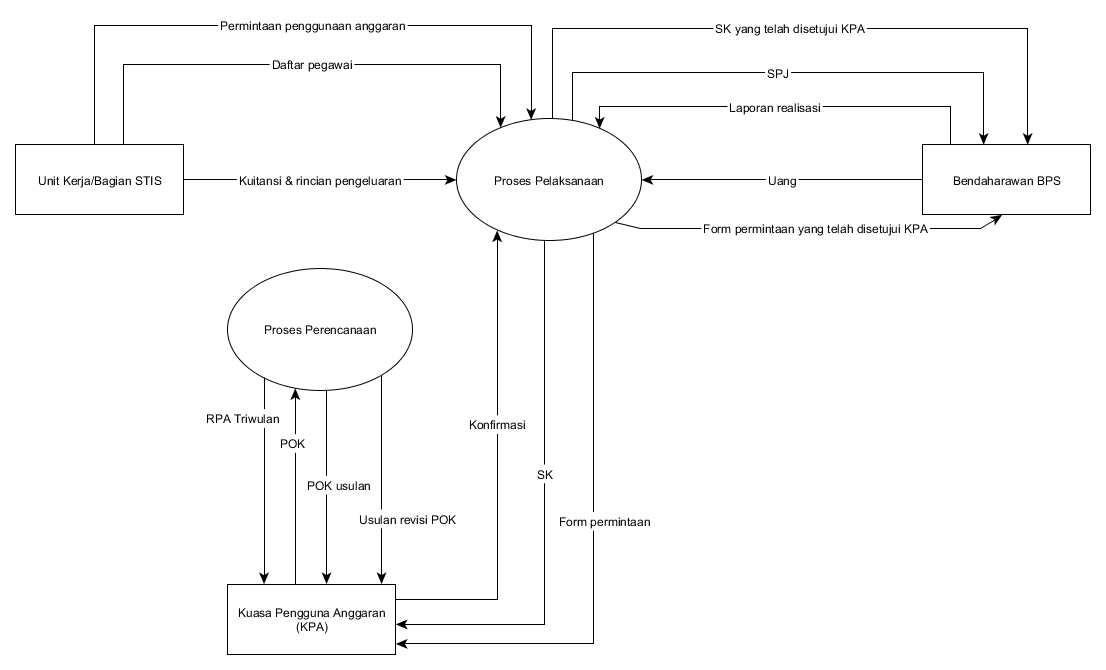 Permintaan penggunaan anggaran
SK yang telah disetujui KPA
Daftar pegawai
SPJ
Laporan realisasi
Unit Kerja/Bagian STIS
Kuitansi & rincian pengeluaran
Proses Pelaksanaan
Uang
Bendaharawan BPS
Form permintaan yang telah disetujui KPA
Proses Perencanaan
RPA Triwulan
Konfirmasi
POK
SK
POK usulan
Usulan revisi POK
Form permintaan
Kuasa Pengguna Anggaran
(KPA)